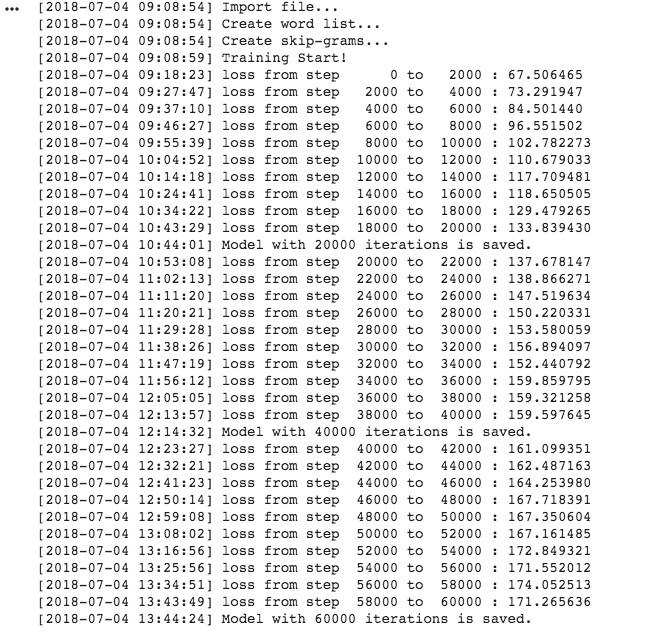 ••• [2018-07-04 09:08:54] Import file...
[2018-07-04 09:08:54] Create word list...
[2018-07-04 09:08:54] Create skip-grams...
[2018-07-04 09:08:59] Training Start!
[2018-07-04 09:18:23] loss from step 0 to 2000 : 67.506465
[2018-07-04 09:27:47] loss from step 2000 to 4000 : 73.291947
[2018-07-04 09:37:10] loss from step 4000 to 6000 : 84.501440
[2018-07-04 09:46:27] loss from step 6000 to 8000 : 96.551502
[2018-07-04 09:55:39] loss from step 8000 to 10000 : 102.782273
[2018-07-04 10:04:52] loss from step 10000 to 12000 : 110.679033
[2018-07-04 10:14:18] loss from step 12000 to 14000 : 117.709481
[2018-07-04 10:24:41] loss from step 14000 to 16000 : 118.650505
[2018-07-04 10:34:22] loss from step 16000 to 18000 : 129.479265
[2018-07-04 10:43:29] loss from step 18000 to 20000 : 133.839430
[2018-07-04 10:44:01] Model with 20000 iterations is saved.
[2018-07-04 10:53:08] loss from step 20000 to 22000 : 137.678147
[2018-07-04 11:02:13] loss from step 22000 to 24000 : 138.866271
[2018-07-04 11:11:20] loss from step 24000 to 26000 : 147.519634
[2018-07-04 11:20:21] loss from step 26000 to 28000 : 150.220331
[2018-07-04 11:29:28] loss from step 28000 to 30000 : 153.580059
[2018-07-04 11:38:26] loss from step 30000 to 32000 : 156.894097
[2018-07-04 11:47:19] loss from step 32000 to 34000 : 152.440792
[2018-07-04 11:56:12] loss from step 34000 to 36000 : 159.859795
[2018-07-04 12:05:05] loss from step 36000 to 38000 : 159.321258
[2018-07-04 12:13:57] loss from step 38000 to 40000 : 159.597645
[2018-07-04 12:14:32] Model with 40000 iterations is saved.
[2018-07-04 12:23:27] loss from step 40000 to 42000 : 161.099351
[2018-07-04 12:32:21] loss from step 42000 to 44000 : 162.487163
[2018-07-04 12:41:23] loss from step 44000 to 46000 : 164.253980
[2018-07-04 12:50:14] loss from step 46000 to 48000 : 167.718391
[2018-07-04 12:59:08] loss from step 48000 to 50000 : 167.350604
[2018-07-04 13:08:02] loss from step 50000 to 52000 : 167.161485
[2018-07-04 13:16:56] loss from step 52000 to 54000 : 172.849321
[2018-07-04 13:25:56] loss from step 54000 to 56000 : 171.552012
[2018-07-04 13:34:51] loss from step 56000 to 58000 : 174.052513
[2018-07-04 13:43:49] loss from step 58000 to 60000 : 171.265636
[2018-07-04 13:44:24] Model with 60000 iterations is saved.